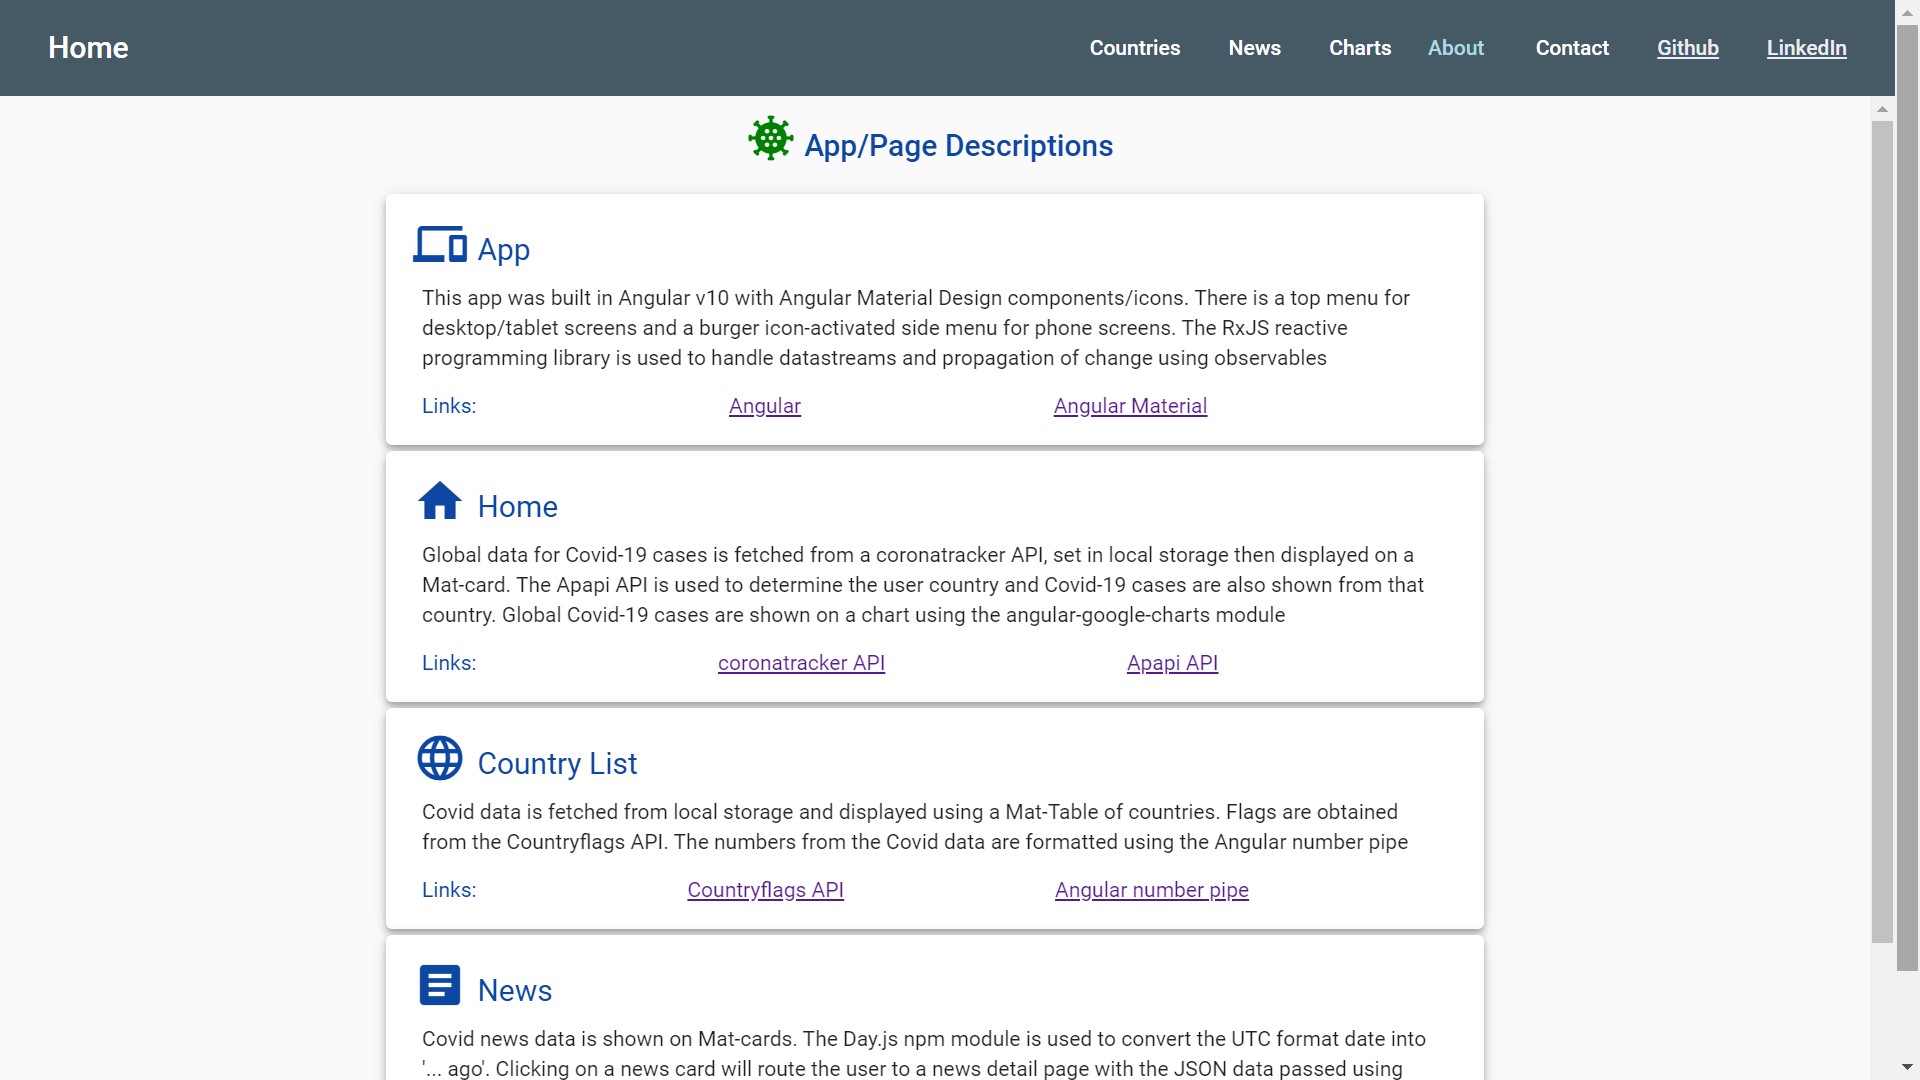 Home
Countries News Charts About Contact Github LinkedIn
App/Page Descriptions
App
This app was built in Angular v10 with Angular Material Design components/icons. There is a top menu for
desktop/tablet screens and a burger icon-activated side menu for phone screens. The RxJS reactive
programming library is used to handle datastreams and propagation of change using observables
Links: Angular Angular Material
Home
Global data for Covid-19 cases is fetched from a coronatracker API, set in local storage then displayed on a
Mat-card. The Apapi API is used to determine the user country and Covid-19 cases are also shown from that
country. Global Covid-19 cases are shown on a chart using the angular-google-charts module
Links: coronatracker API Apapi API
Country List
Covid data is fetched from local storage and displayed using a Mat-Table of countries. Flags are obtained
from the Countryflags API. The numbers from the Covid data are formatted using the Angular number pipe
Links: Countryflags API Angular number pipe
News
Covid news data is shown on Mat-cards. The Day.js npm module is used to convert the UTC format date into
'... ago'. Clicking on a news card will route the user to a news detail page with the JSON data passed using